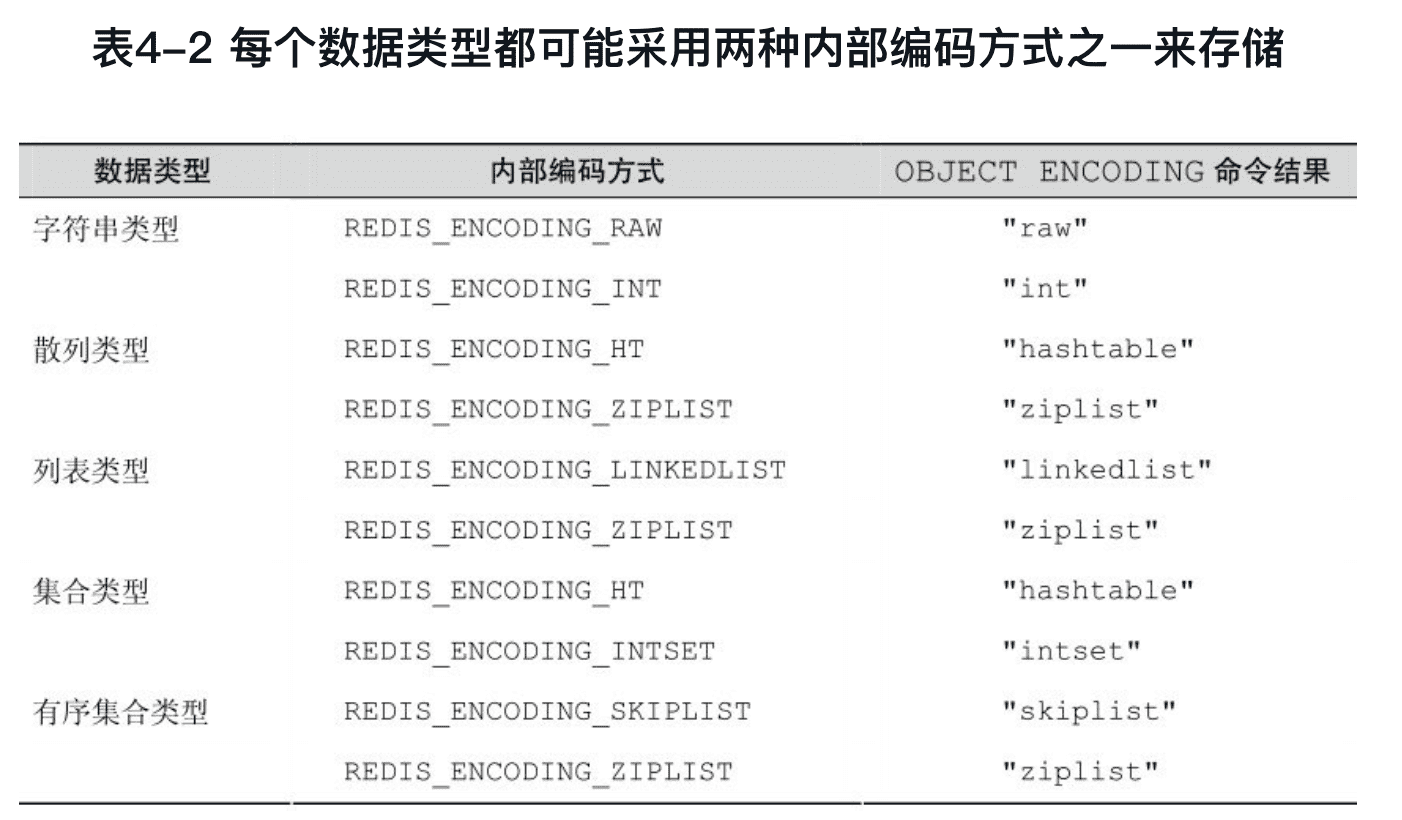 表4-2 每个数据类型都可能采用两种内部编码方式之一来存储
数据类型 内部编码方式 OBJECT ENCODING 命令结果
字符串类型 REDIS_ENCODING_RAW "raw"
REDIS_ENCODING_INT "int"
散列类型 REDIS_ENCODING_HT "hashtable"
REDIS_ENCODING_ZIPLIST "ziplist"
列表类型 REDIS_ENCODING_LINKEDLIST "linkedlist"
REDIS_ENCODING_ZIPLIST "ziplist"
集合类型 REDIS_ENCODING_HT "hashtable"
REDIS_ENCODING_INTSET "intset"
有序集合类型 REDIS_ENCODING_SKIPLIST "skiplist"
REDIS_ENCODING_ZIPLIST "ziplist"